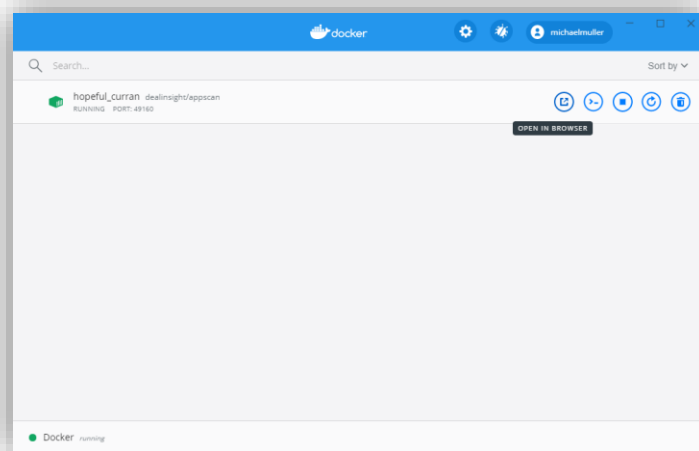 docker
michaelmuller
Search...
Sort by
hopeful_curran dealinsight/appscan
RUNNING PORT: 49160
OPEN IN BROWSER
Docker running